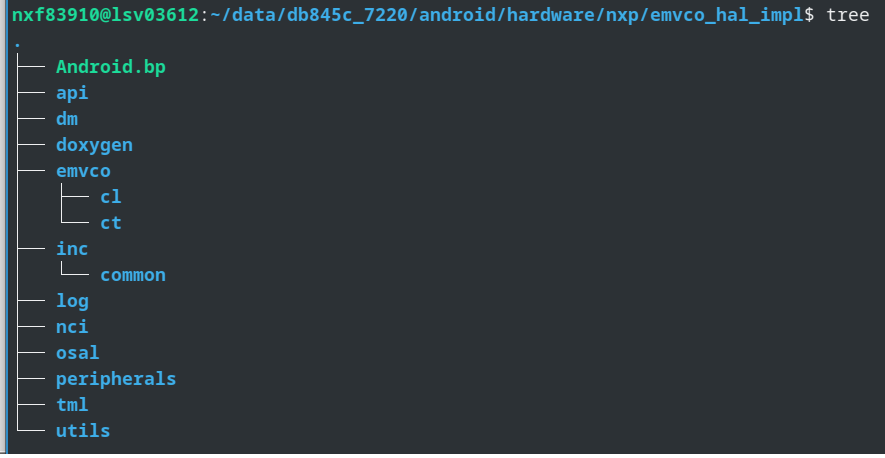 nxf83910@lsv03612:~/data/db845c_7220/android/hardware/nxp/emvco_hal_impl$ tree
.
├── Android.bp
├── api
├── dm
├── doxygen
├── emvco
│   ├── cl
│   └── ct
├── inc
│   └── common
├── log
├── nci
├── osal
├── peripherals
├── tml
└── utils